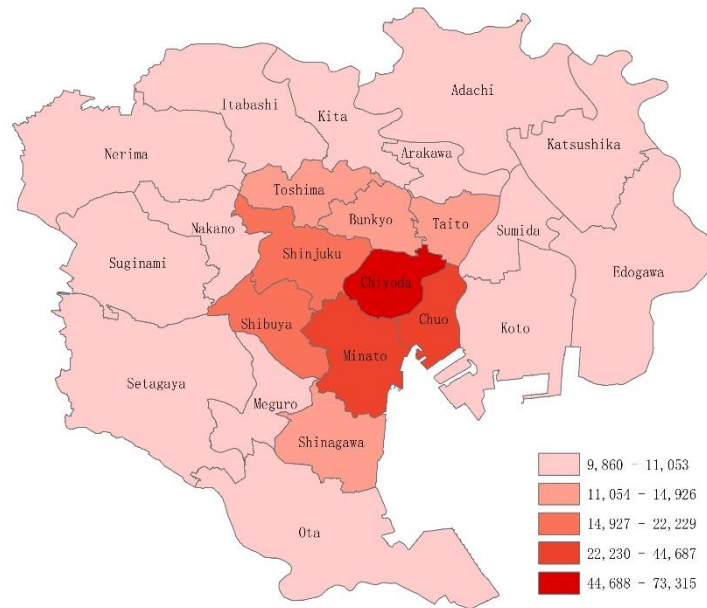 Adachi
Itabashi
Kita
Katsushika
Arakawa
Nerima
Toshima
Bunkyo
Taito
Nakano
Sumida
Shinjuku
Suginami
Edogawa
Chiyoda
Chuo
Shibuya
Koto
Minato
Setagaya
Meguro
Shinagawa
9,860 - 11,053
11,054 - 14,926
14,927 - 22,229
Ota
22,230 - 44,687
44,688 - 73,315